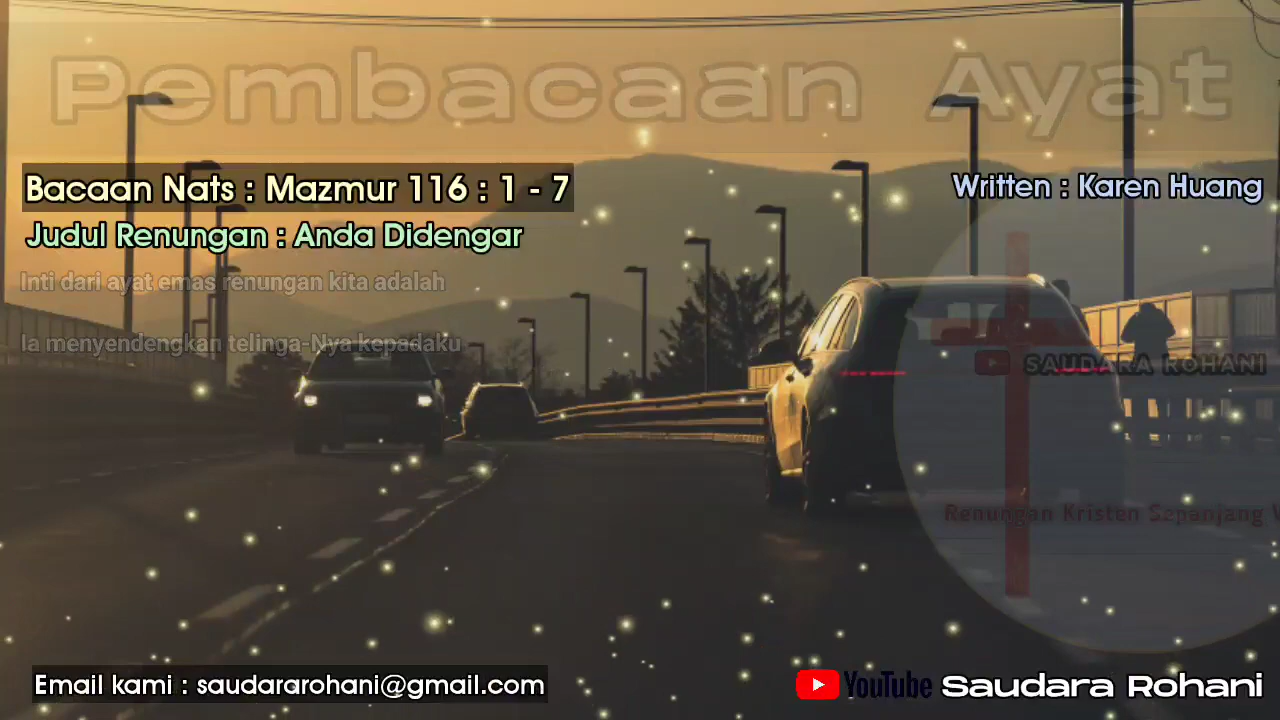 Pembacaan Ayat
Bacaan Nats : Mazmur 116 : 1 - 7
Written : Karen Huang
Judul Renungan : Anda Didengar
Inti dari ayat emas renungan kita adalah
Ia menyendengkan telinga-Nya kepadaku
SAUDARA ROHANI
Renungan Kristen Sepanjang
Email kami : saudararohani@gmail.com
YouTube Saudara Rohani